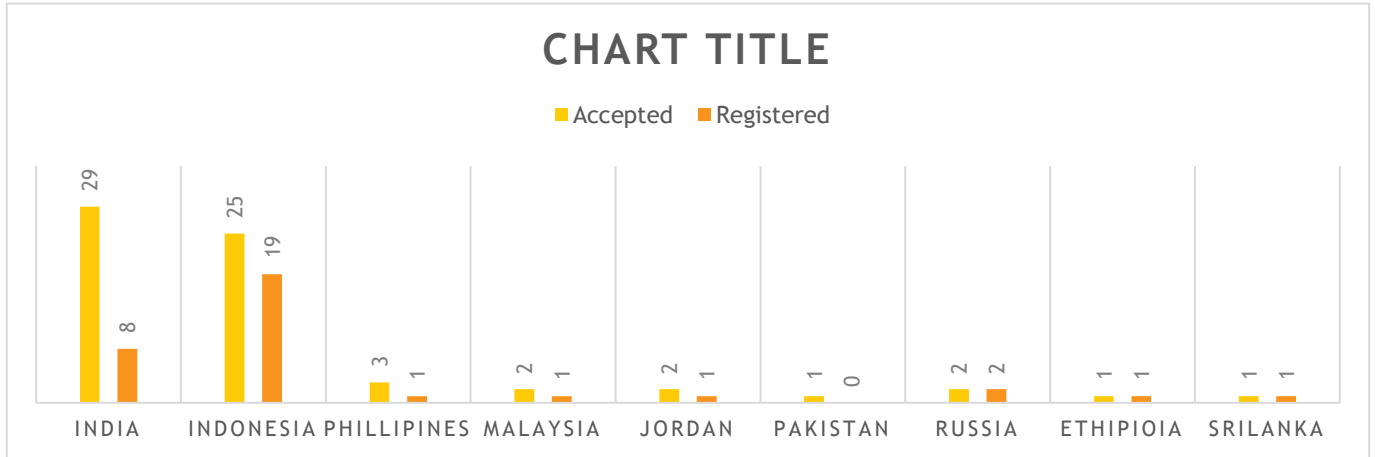 CHART TITLE
Accepted Registered
29 8 25 19 3 1 2 1 2 1 1 0 2 2 1 1 1 1
INDIA INDONESIA PHILLIPINES MALAYSIA JORDAN PAKISTAN RUSSIA ETHIPIOIA SRILANKA